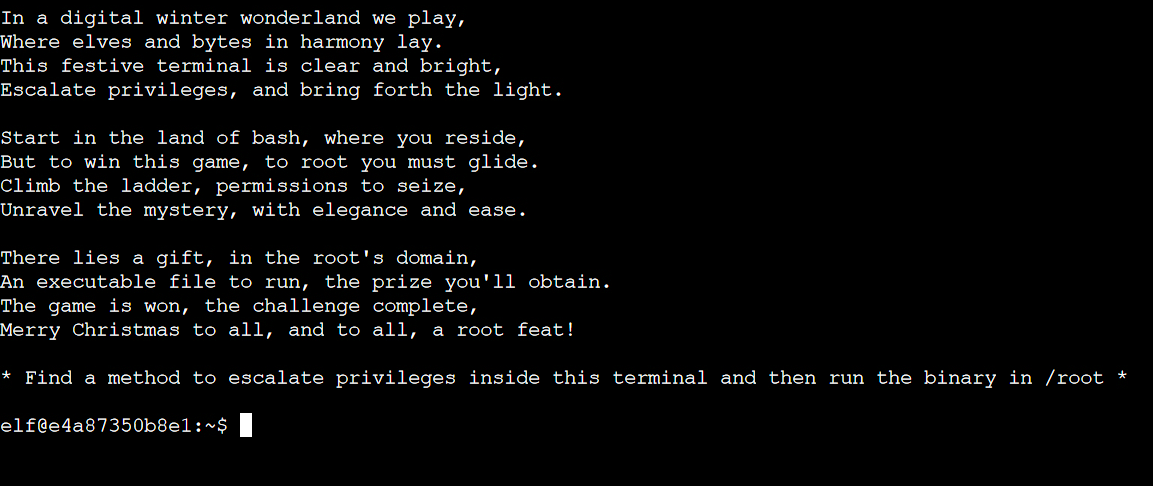 In a digital winter wonderland we play,
Where elves and bytes in harmony lay.
This festive terminal is clear and bright,
Escalate privileges, and bring forth the light.
Start in the land of bash, where you reside,
But to win this game, to root you must glide.
Climb the ladder, permissions to seize,
Unravel the mystery, with elegance and ease.
There lies a gift, in the root's domain,
An executable file to run, the prize you'll obtain.
The game is won, the challenge complete,
Merry Christmas to all, and to all, a root feat!
* Find a method to escalate privileges inside this terminal and then run the binary in /root *
elf@e4a87350b8e1:~$